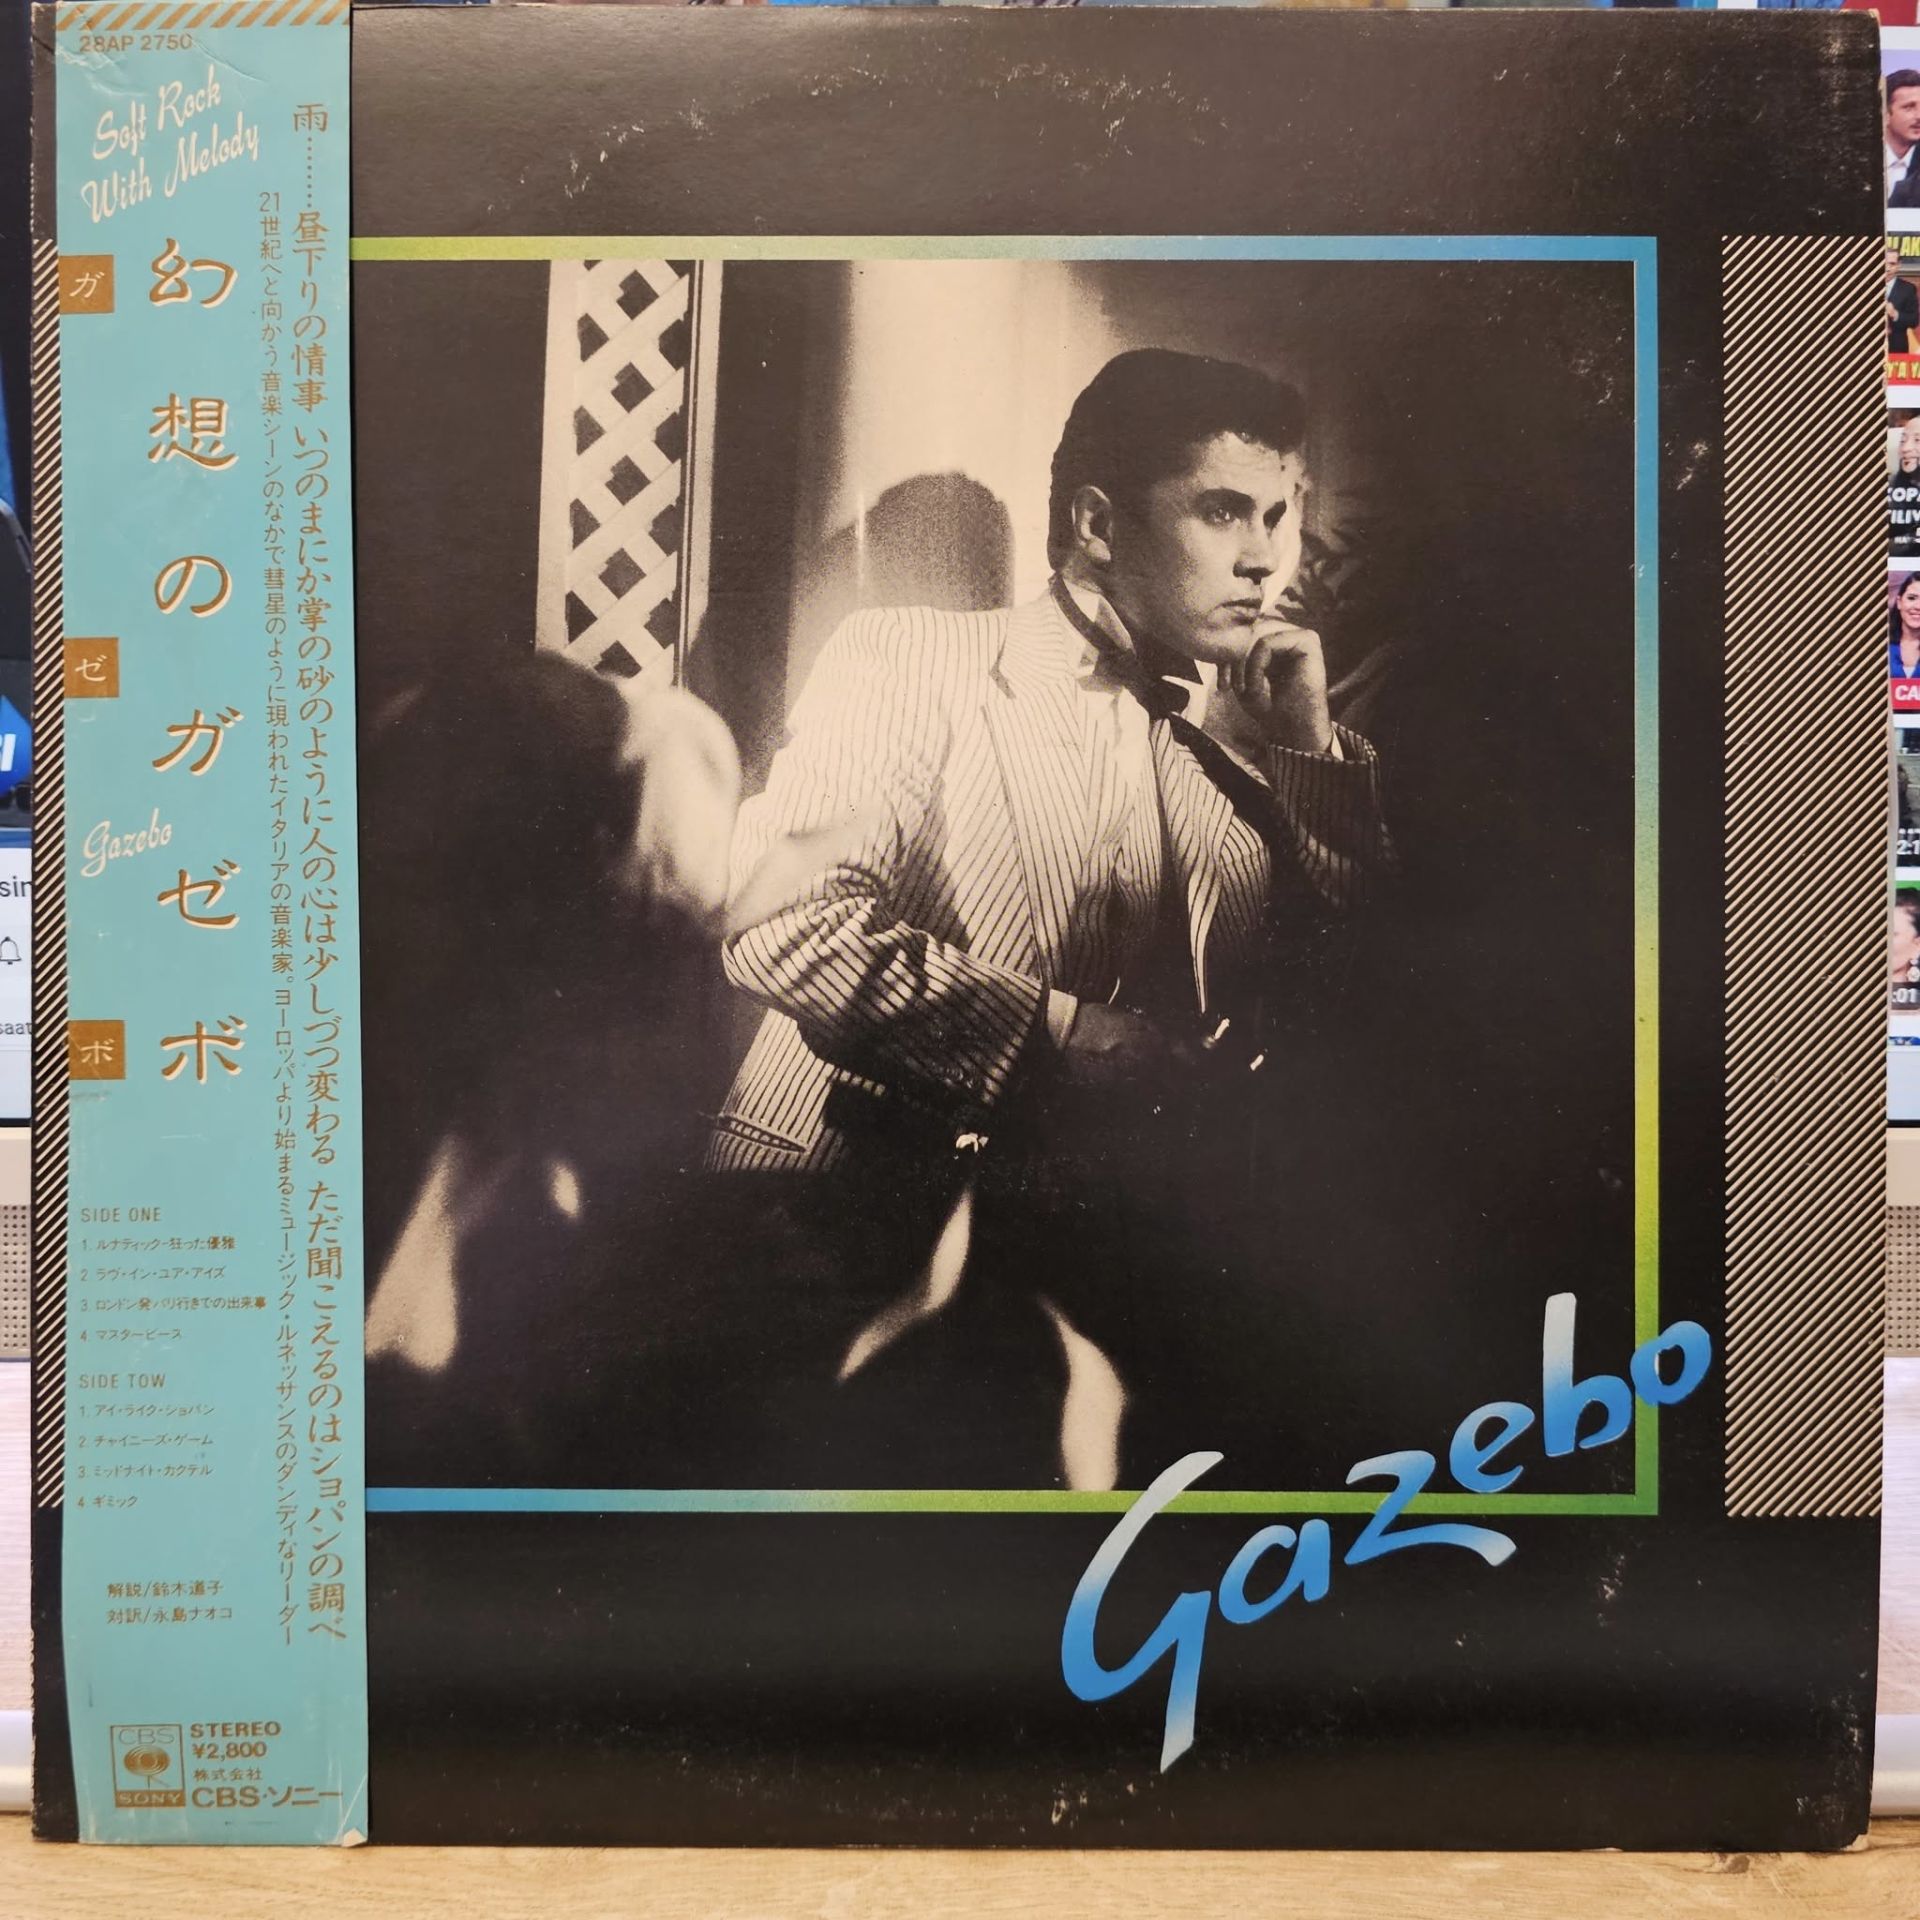 28AP 2750
Soft Rock
With Melody
雨………昼下りの情事 いつのまにか掌の砂のように人の心は少しづつ変わる ただ聞こえるのはショパンの調べ
21世紀へと向かう音楽シーンのなかで彗星のように現われたイタリアの音楽家。ヨーロッパより始まるミュージック・ルネッサンスのダンディなリーダー
幻想のガゼボ
ガゼボ
Gazebo
SIDE ONE
1. ルナティック-狂った優雅
2. ラヴ・イン・ユア・アイズ
3. ロンドン発パリ行きでの出来事
4. マスターピース
SIDE TOW
1. アイ・ライク・ショパン
2. チャイニーズ・ゲーム
3. ミッドナイト・カクテル
4. ギミック
解説/鈴木道子
対訳/永島ナオコ
CBS
SONY
STEREO
¥2,800
株式会社
CBS・ソニー
Gazebo